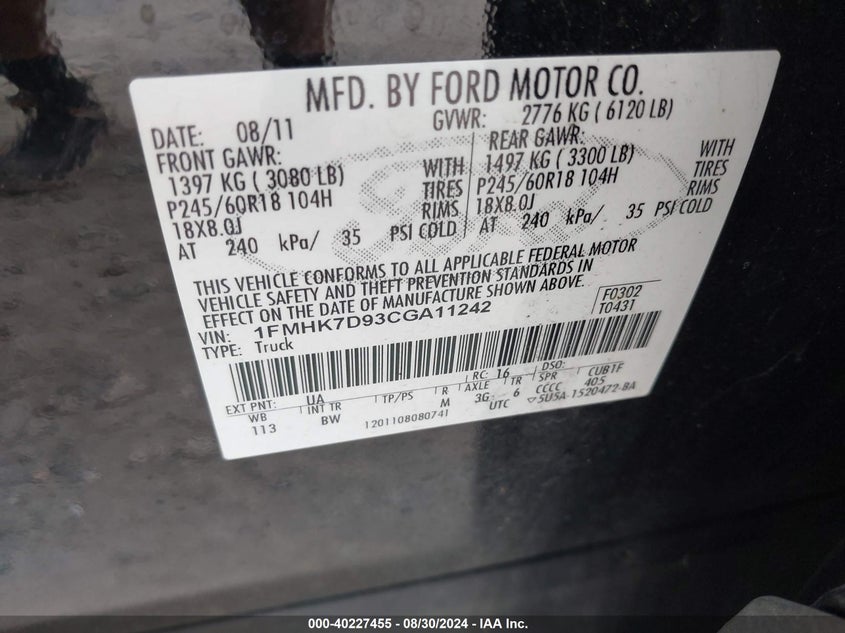 MFD. BY FORD MOTOR CO.
DATE: 08/11 GVWR: 2776 KG ( 6120 LB)
FRONT GAWR: REAR GAWR:
1397 KG ( 3080 LB) WITH 1497 KG ( 3300 LB) WITH
P245/60R18 104H TIRES P245/60R18 104H TIRES
18X8.0J RIMS 18X8.0J RIMS
AT 240 kPa/ 35 PSI COLD AT 240 kPa/ 35 PSI COLD
THIS VEHICLE CONFORMS TO ALL APPLICABLE FEDERAL MOTOR
VEHICLE SAFETY AND THEFT PREVENTION STANDARDS IN
EFFECT ON THE DATE OF MANUFACTURE SHOWN ABOVE.
VIN: 1FMHK7D93CGA11242 F0302
TYPE: Truck T0431
EXT PNT: UA RC: 16 DSO:
WB INT TR TP/PS R AXLE TR SPR CUBTF
113 BW M 3G 6 CCCC 405
1201108080741 UTC ▽5U5A-1520472-BA
000-40227455 - 08/30/2024 - IAA Inc.